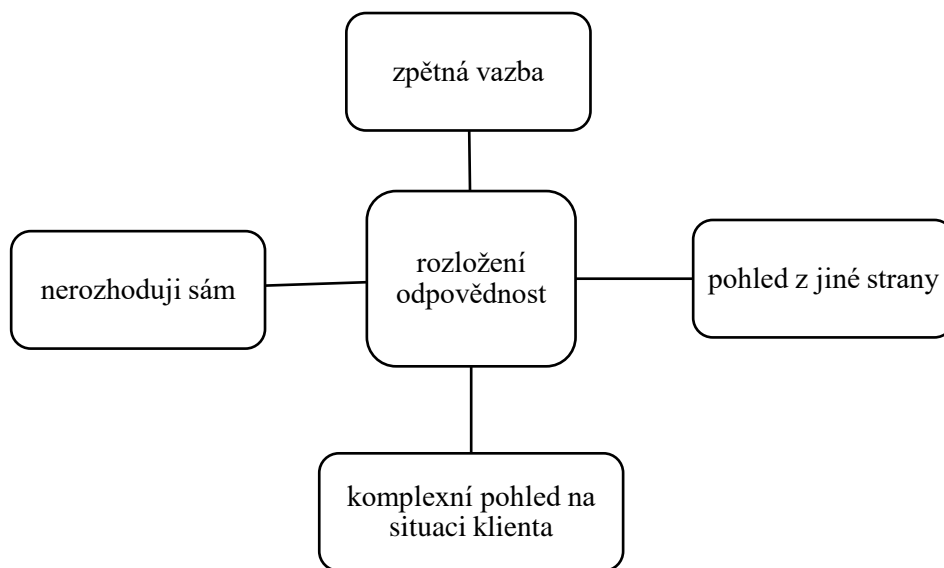 zpětná vazba
nerozhoduji sám
rozložení
odpovědnost
pohled z jiné strany
komplexní pohled na
situaci klienta